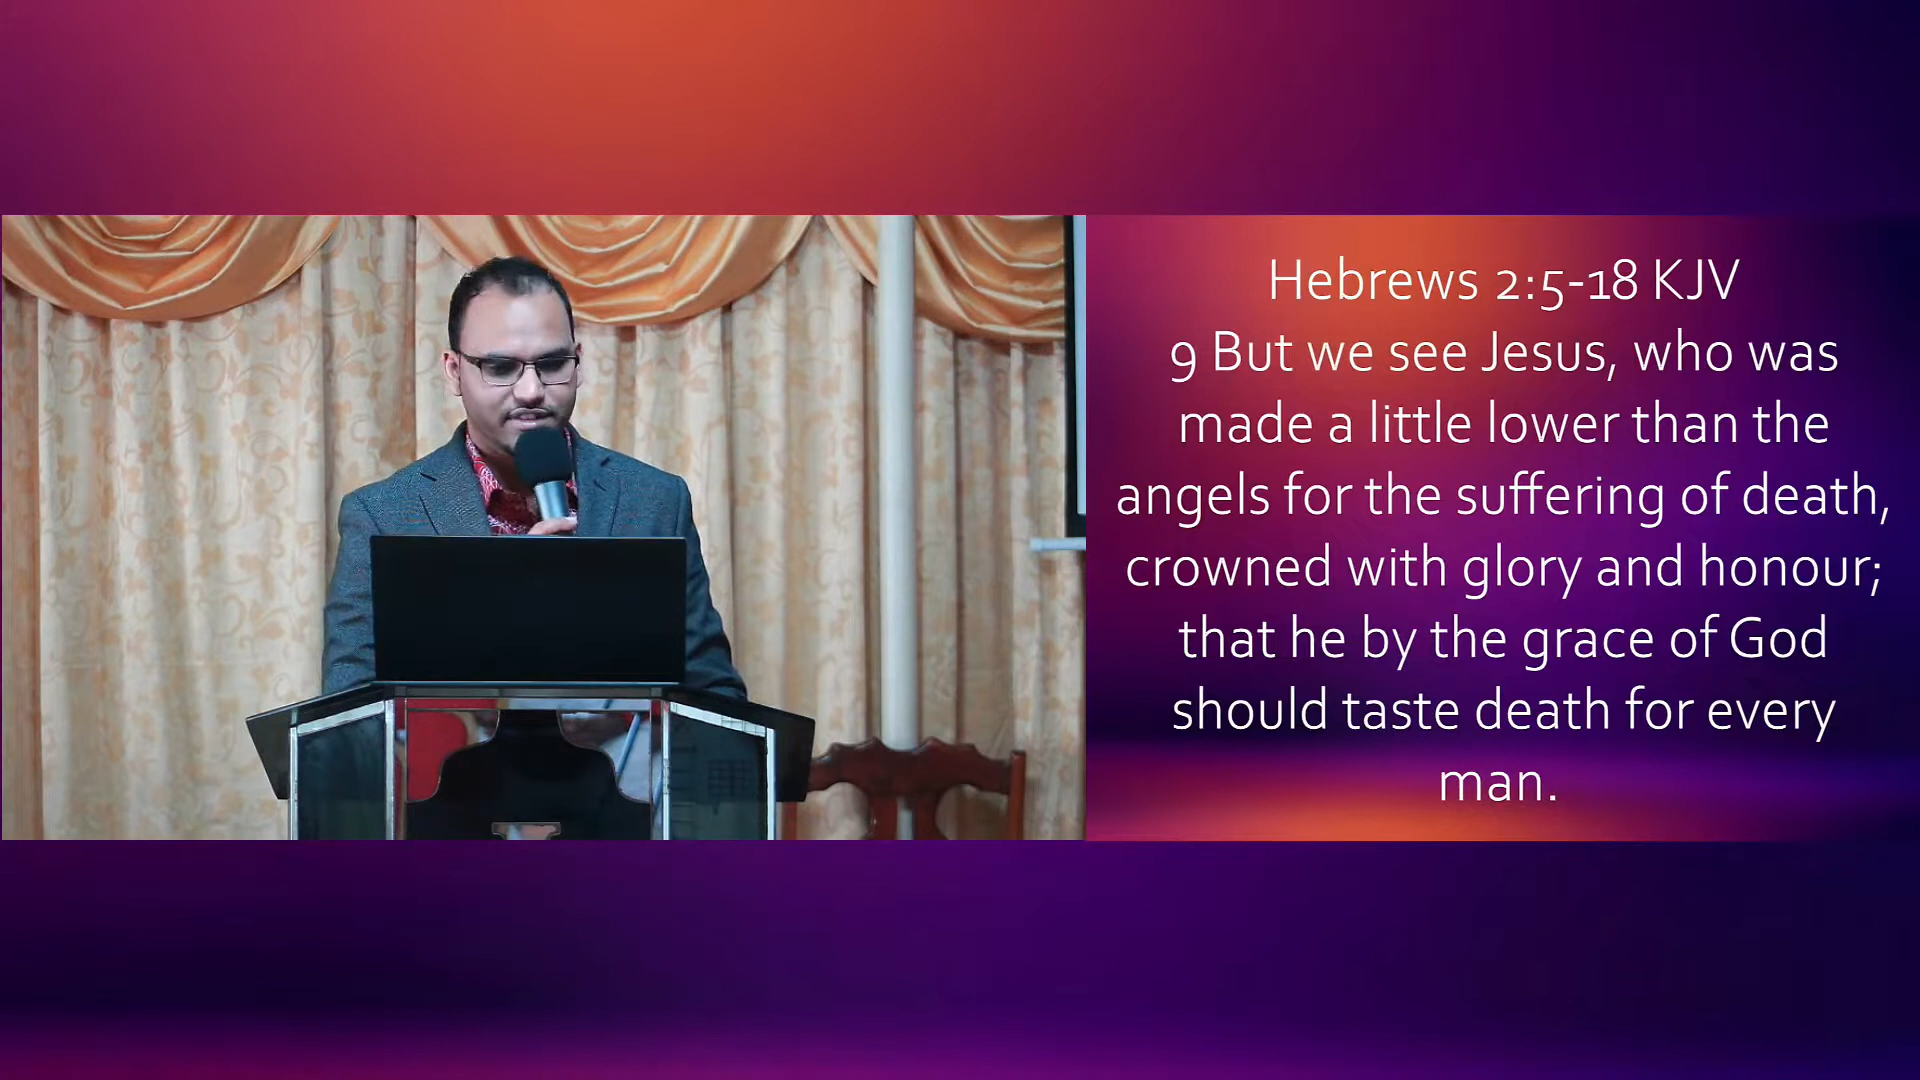 Hebrews 2:5-18 KJV
9 But we see Jesus, who was
made a little lower than the
angels for the suffering of death,
crowned with glory and honour;
that he by the grace of God
should taste death for every
man.